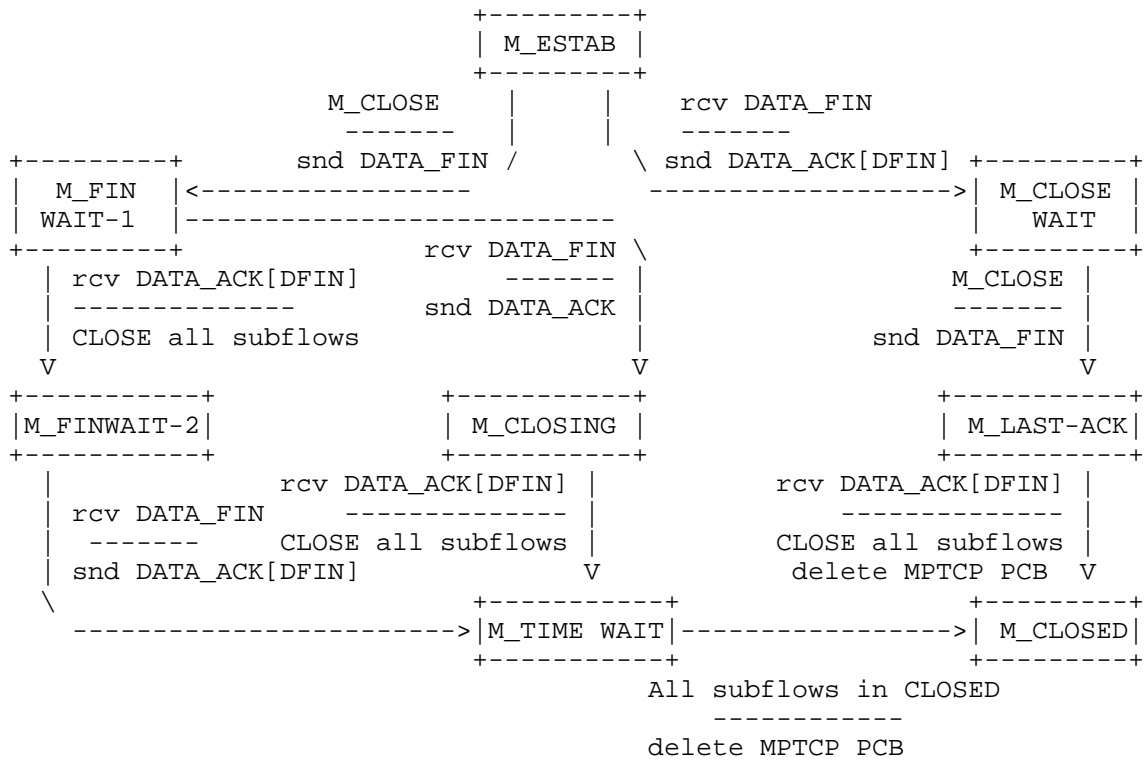 M_ESTAB
M_CLOSE rcv DATA_FIN
snd DATA_FIN snd DATA_ACK[DFIN]
M_FIN M_CLOSE
WAIT-1 WAIT
rcv DATA_FIN
rcv DATA_ACK[DFIN] M_CLOSE
snd DATA_ACK
CLOSE all subflows snd DATA_FIN
M_FINWAIT-2 M_CLOSING M_LAST-ACK
rcv DATA_ACK[DFIN] rcv DATA_ACK[DFIN]
rcv DATA_FIN
CLOSE all subflows CLOSE all subflows
snd DATA_ACK[DFIN] delete MPTCP PCB
M_TIME WAIT M_CLOSED
All subflows in CLOSED
delete MPTCP PCB